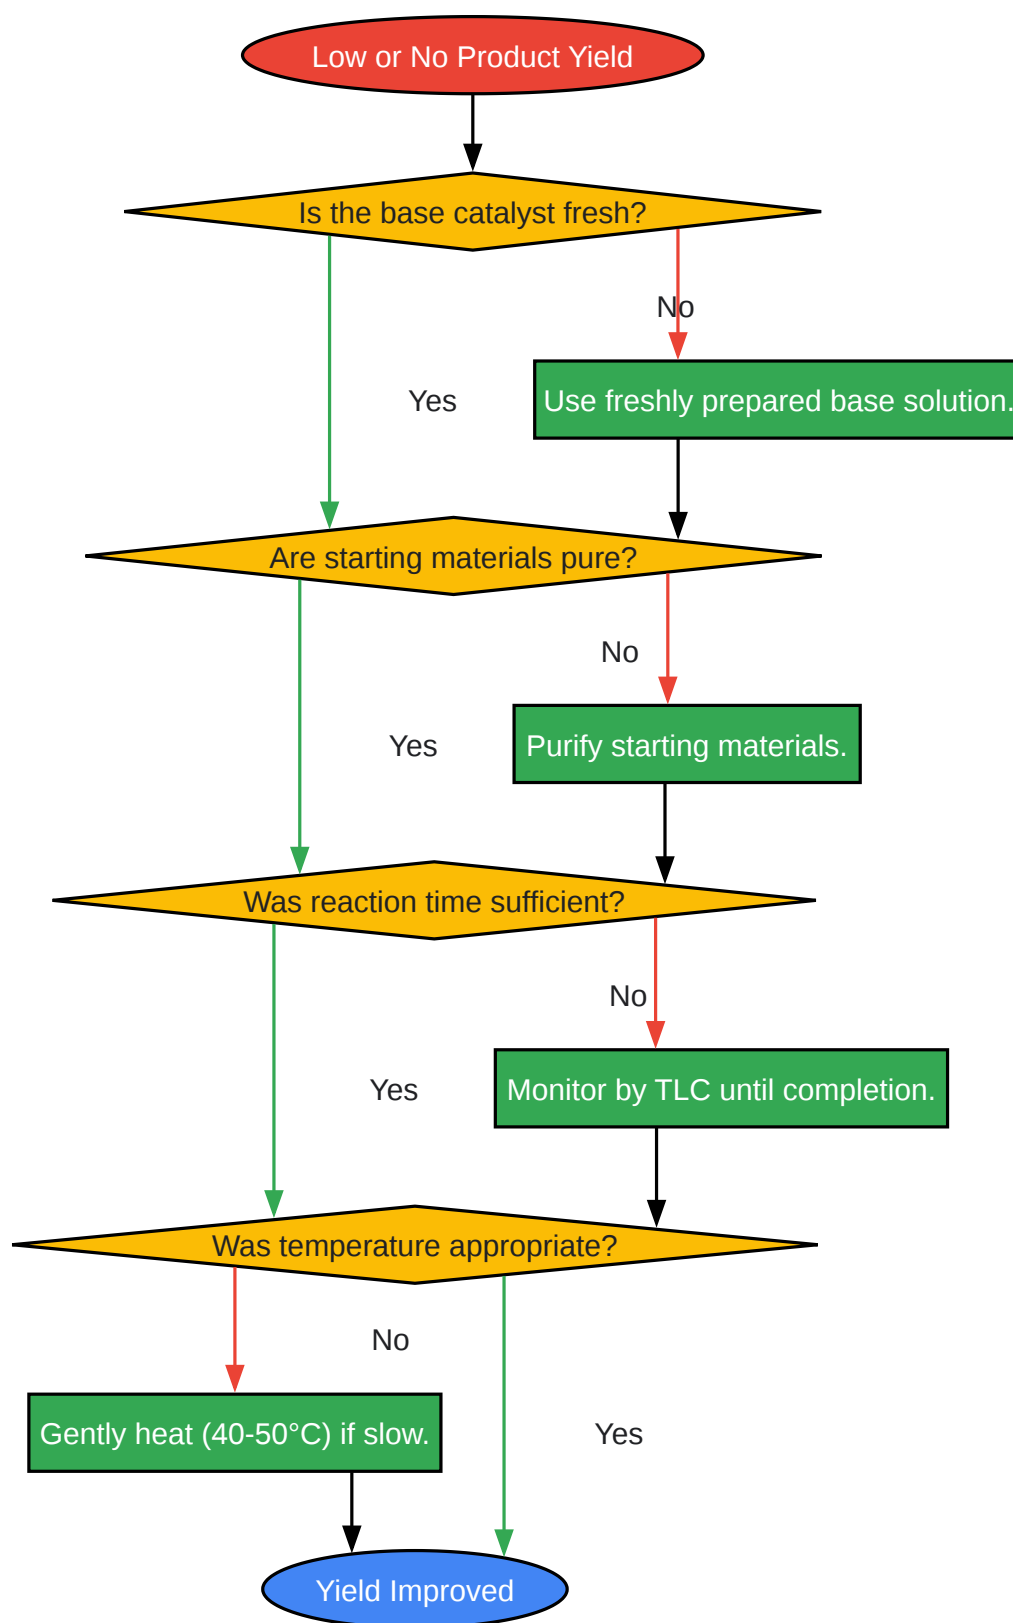 Low or No Product Yield
Is the base catalyst fresh?
No
Yes
Use freshly prepared base solution.
Are starting materials pure?
No
Yes
Purify starting materials.
Was reaction time sufficient?
No
Yes
Monitor by TLC until completion.
Was temperature appropriate?
No
Gently heat (40-50°C) if slow.
Yes
Yield Improved